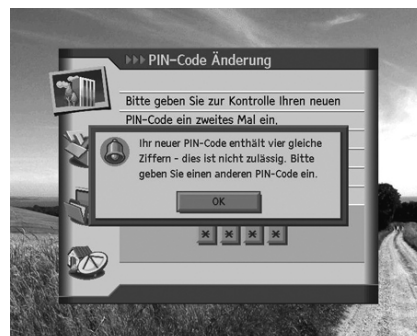 ▷▷▷ PIN-Code Änderung
Bitte geben Sie zur Kontrolle Ihren neuen
PIN-Code ein zweites Mal ein.
Ihr neuer PIN-Code enthält vier gleiche
Ziffern - dies ist nicht zulässig. Bitte
geben Sie einen anderen PIN-Code ein.
OK
* * * *